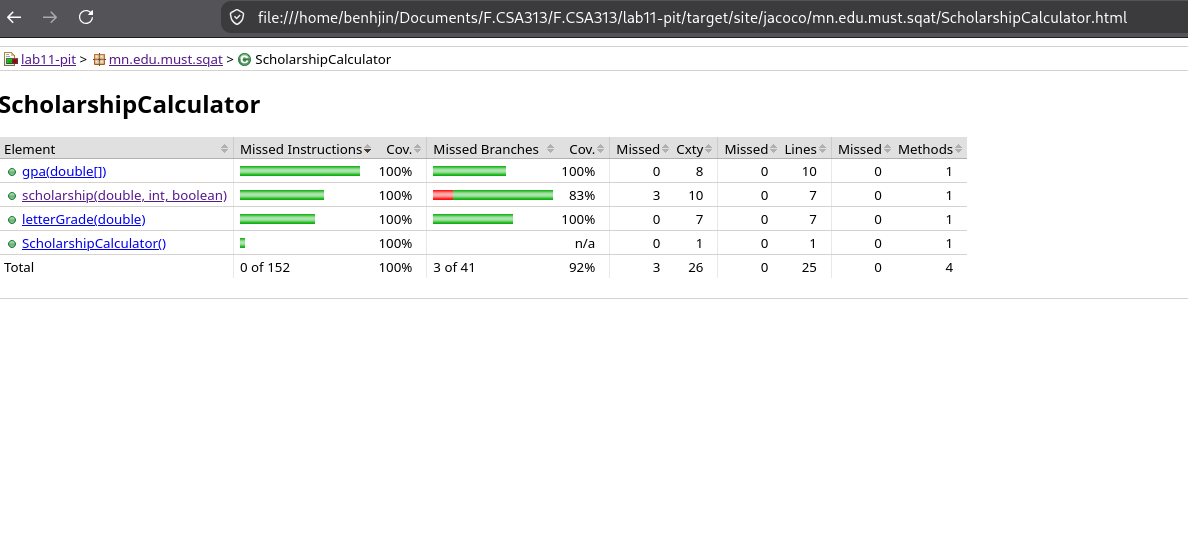 file:///home/benhjin/Documents/F.CSA313/F.CSA313/lab11-pit/target/site/jacoco/mn.edu.must.sqat/ScholarshipCalculator.html
lab11-pit > mn.edu.must.sqat > C ScholarshipCalculator
ScholarshipCalculator
Element Missed Instructions Cov. Missed Branches Cov. Missed Cxty Missed Lines Missed Methods
gpa(double[]) 100% 100% 0 8 0 10 0 1
scholarship(double, int, boolean) 100% 83% 3 10 0 7 0 1
letterGrade(double) 100% 100% 0 7 0 7 0 1
ScholarshipCalculator() 100% n/a 0 1 0 1 0 1
Total 0 of 152 100% 3 of 41 92% 3 26 0 25 0 4